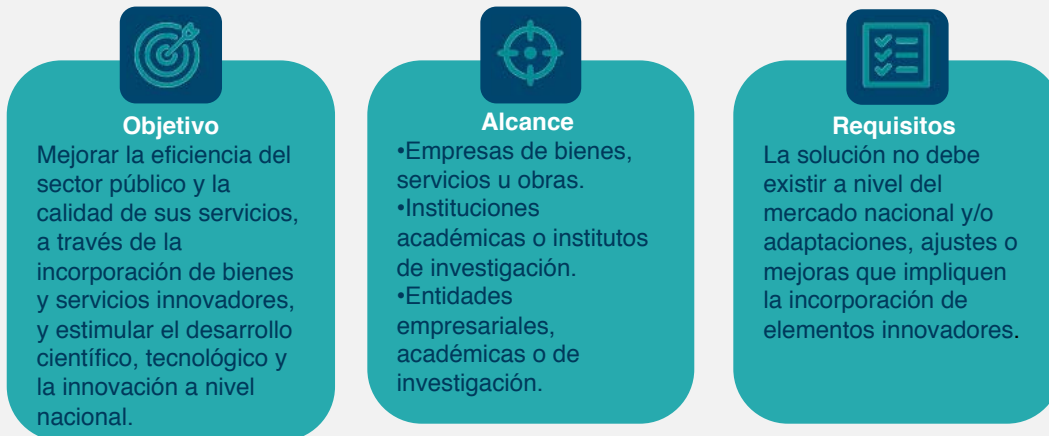 Objetivo
Mejorar la eficiencia del
sector público y la
calidad de sus servicios,
a través de la
incorporación de bienes
y servicios innovadores,
y estimular el desarrollo
científico, tecnológico y
la innovación a nivel
nacional.
Alcance
•Empresas de bienes,
servicios u obras.
•Instituciones
académicas o institutos
de investigación.
•Entidades
empresariales,
académicas o de
investigación.
Requisitos
La solución no debe
existir a nivel del
mercado nacional y/o
adaptaciones, ajustes o
mejoras que impliquen
la incorporación de
elementos innovadores.